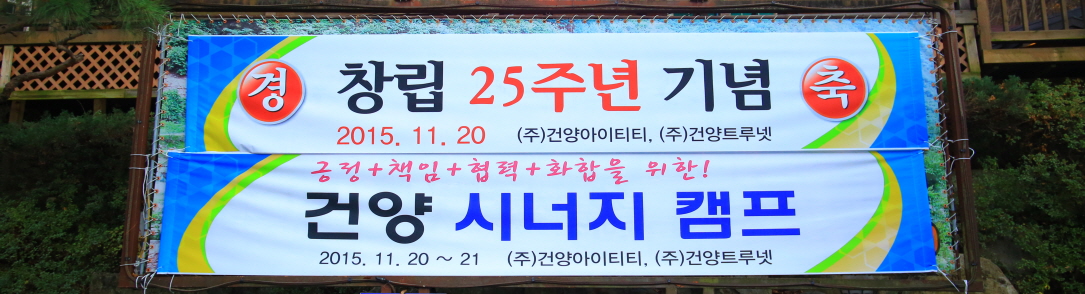 경 창립 25주년 기념 축
2015. 11. 20 (주)건양아이티티, (주)건양트루넷
긍정+책임+협력+화합을 위한!
건양 시너지 캠프
2015. 11. 20 ~ 21 (주)건양아이티티, (주)건양트루넷